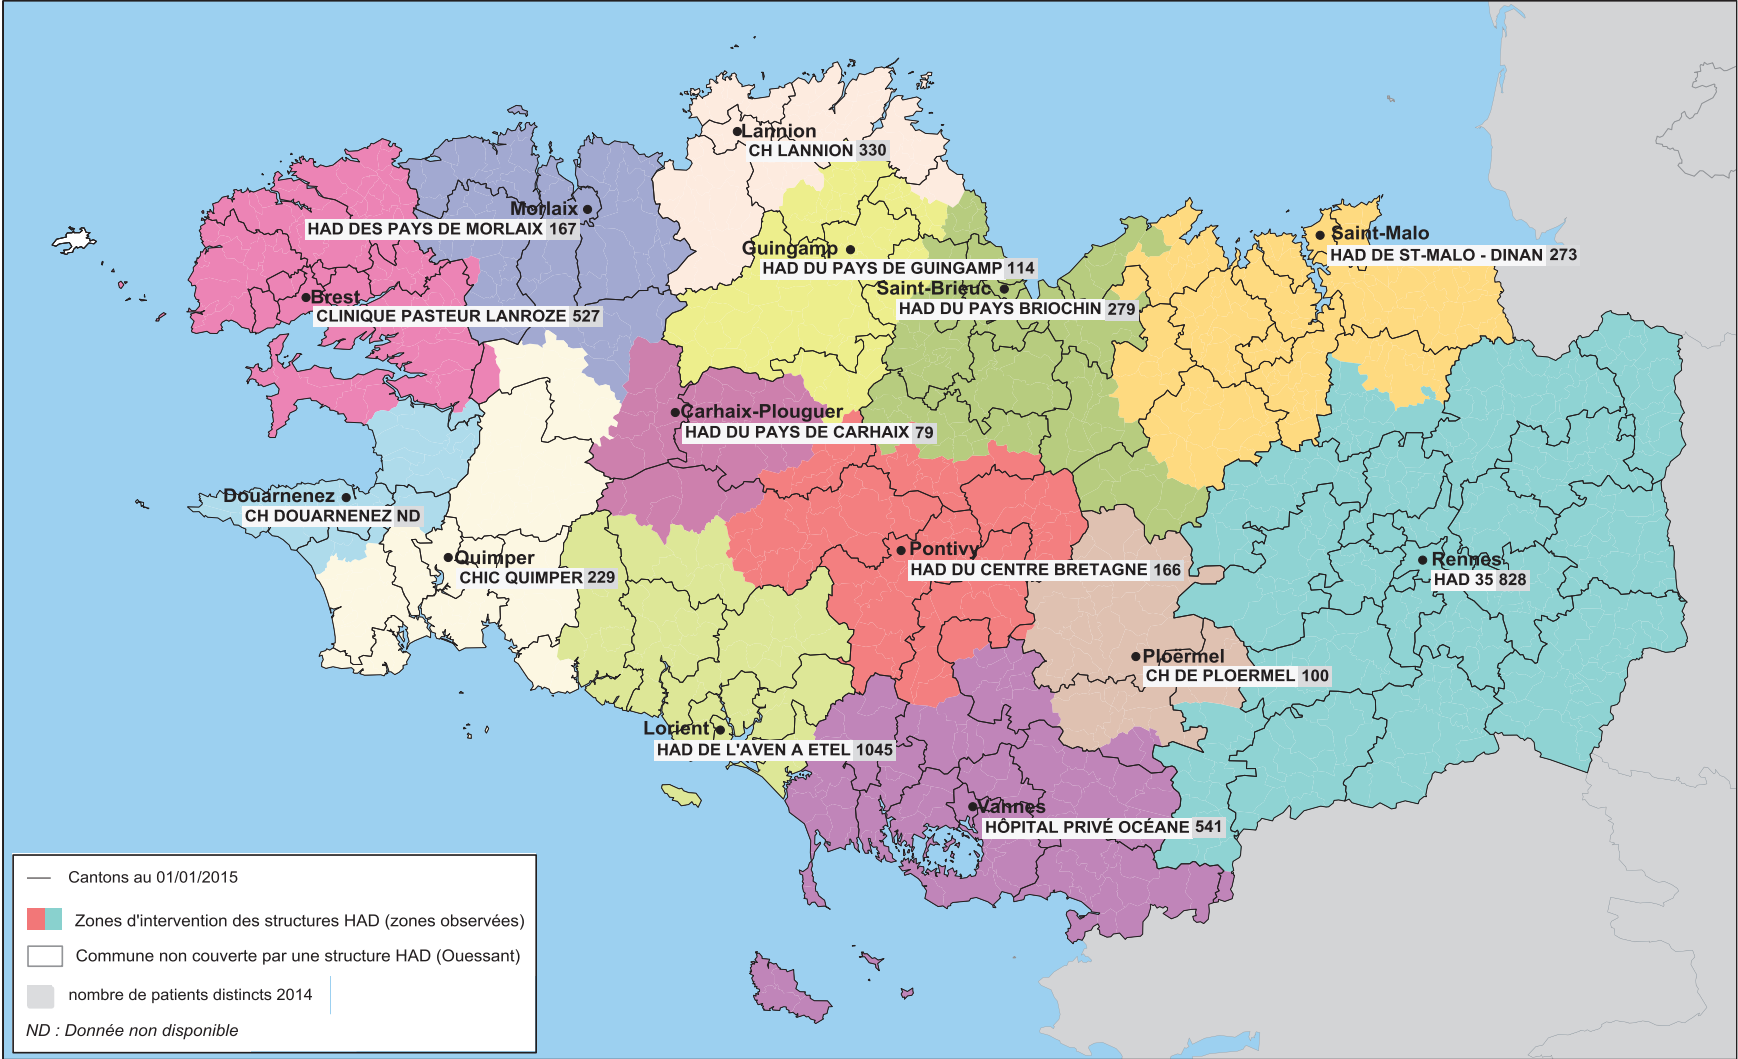 Lannion
CH LANNION 330
Morlaix
HAD DES PAYS DE MORLAIX 167
Guingamp
HAD DU PAYS DE GUINGAMP 114
Saint-Malo
HAD DE ST-MALO - DINAN 273
Saint-Brieuc
HAD DU PAYS BRIOCHIN 279
Brest
CLINIQUE PASTEUR LANROZE 527
Carhaix-Plouguer
HAD DU PAYS DE CARHAIX 79
Douarnenez
CH DOUARNENEZ ND
Quimper
CHIC QUIMPER 229
Pontivy
HAD DU CENTRE BRETAGNE 166
Rennes
HAD 35 828
Ploërmel
CH DE PLOERMEL 100
Lorient
HAD DE L'AVEN A ETEL 1045
Vannes
HÔPITAL PRIVÉ OCÉANE 541
Cantons au 01/01/2015
Zones d'intervention des structures HAD (zones observées)
Commune non couverte par une structure HAD (Ouessant)
nombre de patients distincts 2014
ND : Donnée non disponible